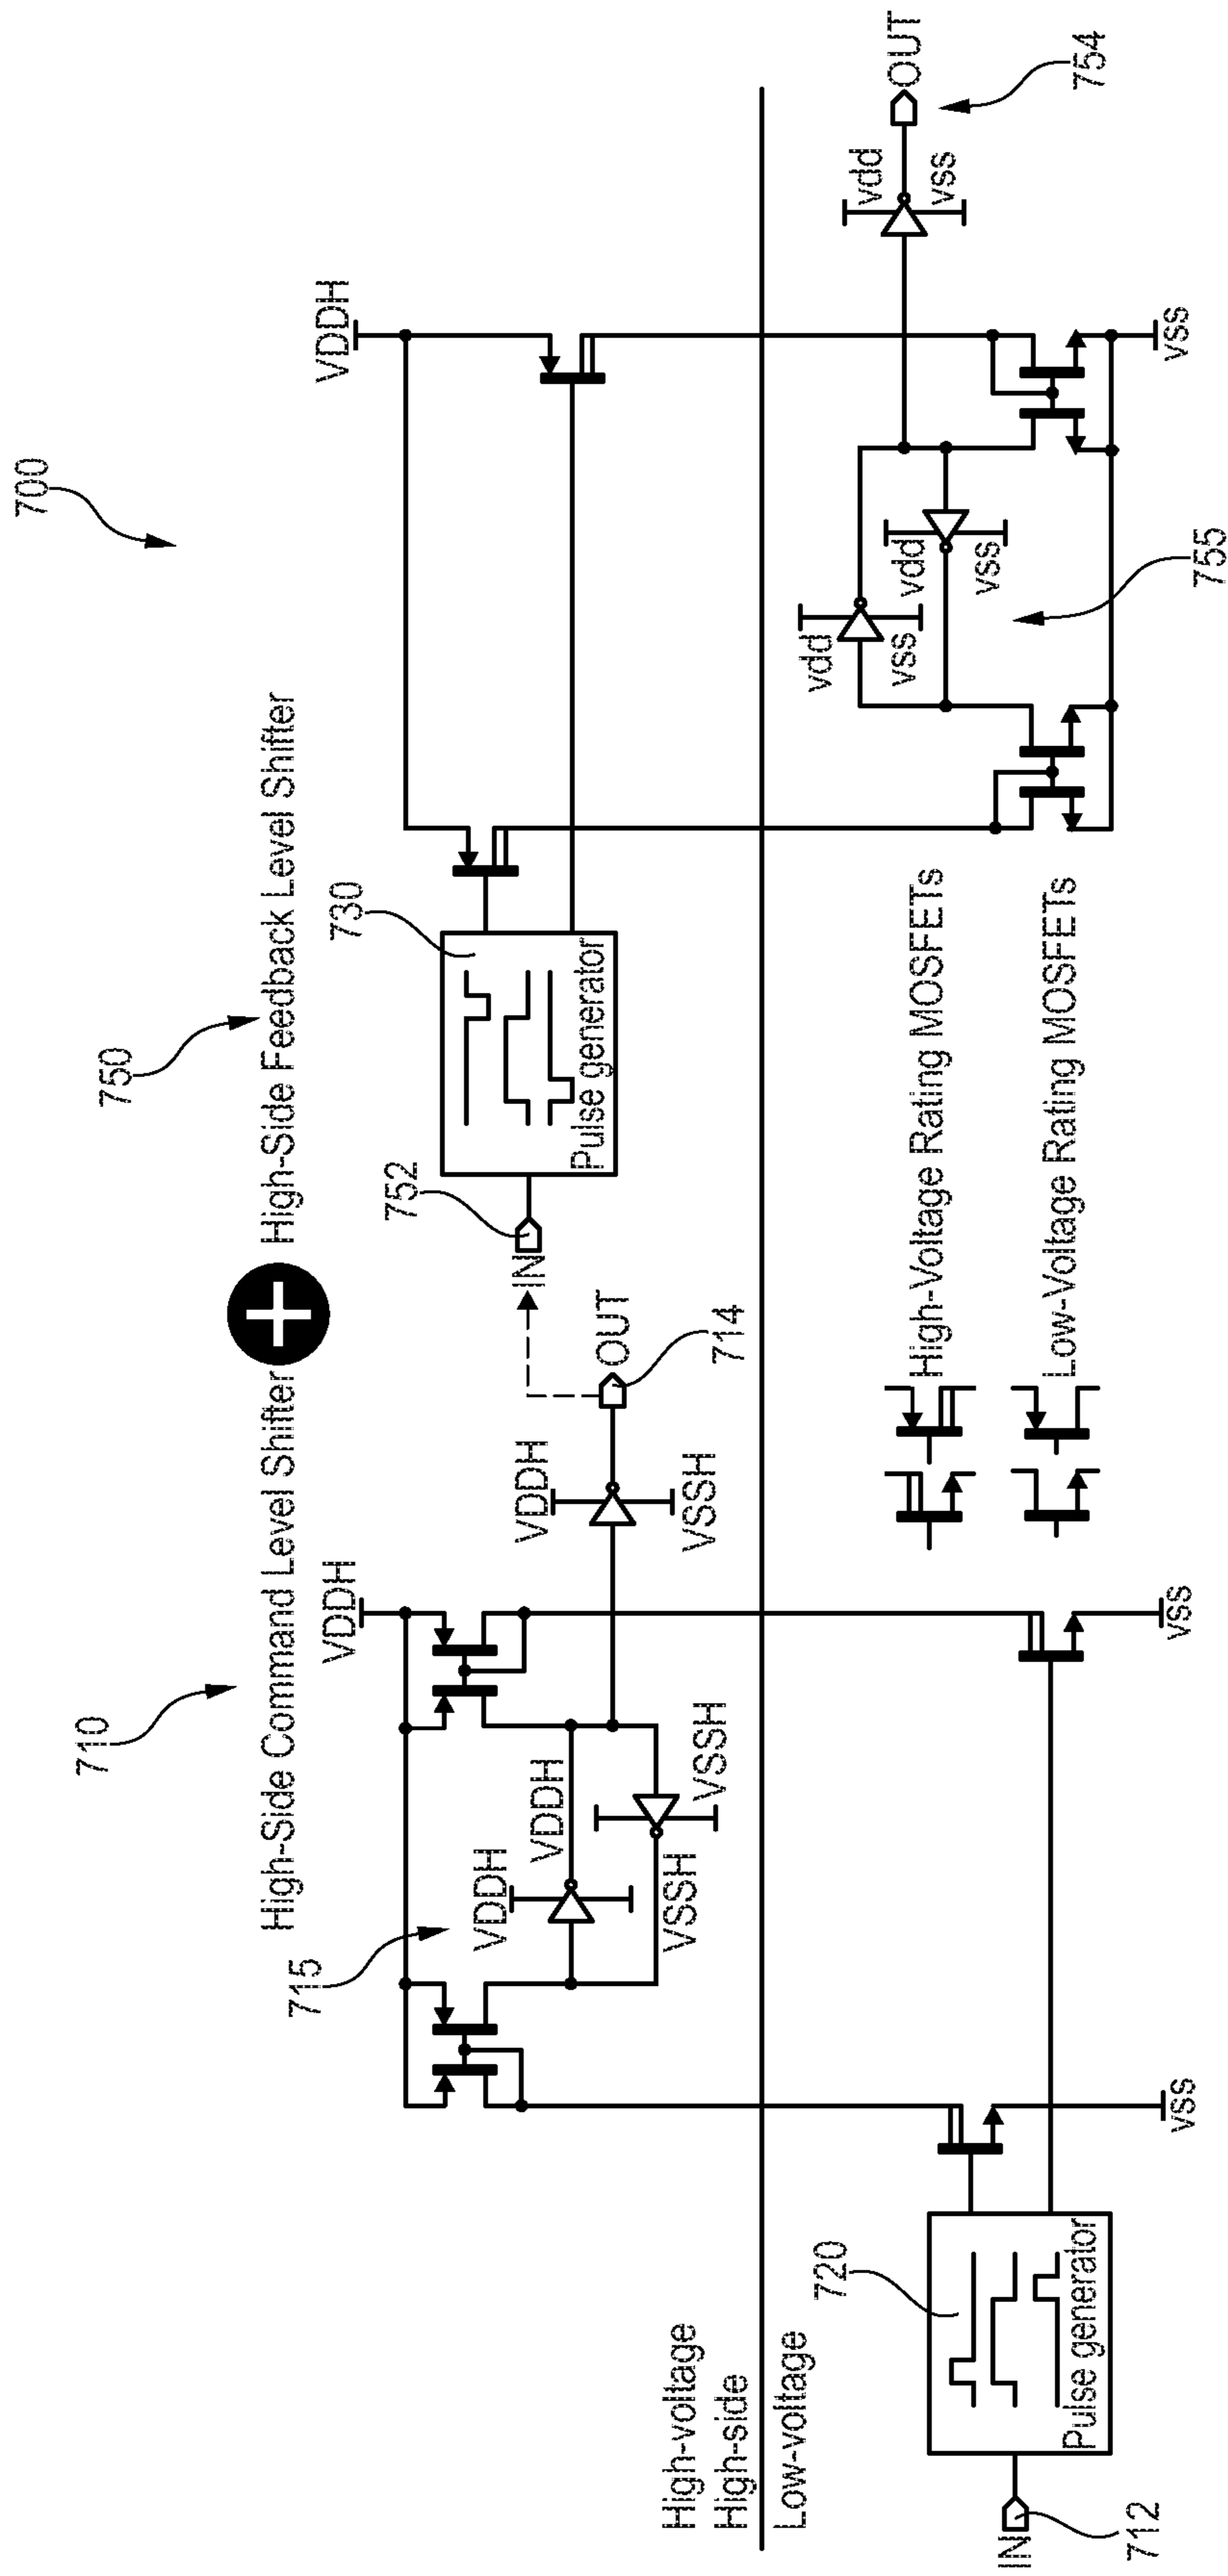 700
710
750
High-Side Command Level Shifter
High-Side Feedback Level Shifter
715
VDDH
VDDH
VDDH
VSSH
VSSH
VDDH
VSSH
OUT
714
IN
752
730
Pulse generator
VDDH
High-voltage
High-side
Low-voltage
720
Pulse generator
IN
712
vss
vss
High-Voltage Rating MOSFETs
Low-Voltage Rating MOSFETs
vdd
vss
vdd
vss
755
vss
vdd
vss
OUT
754